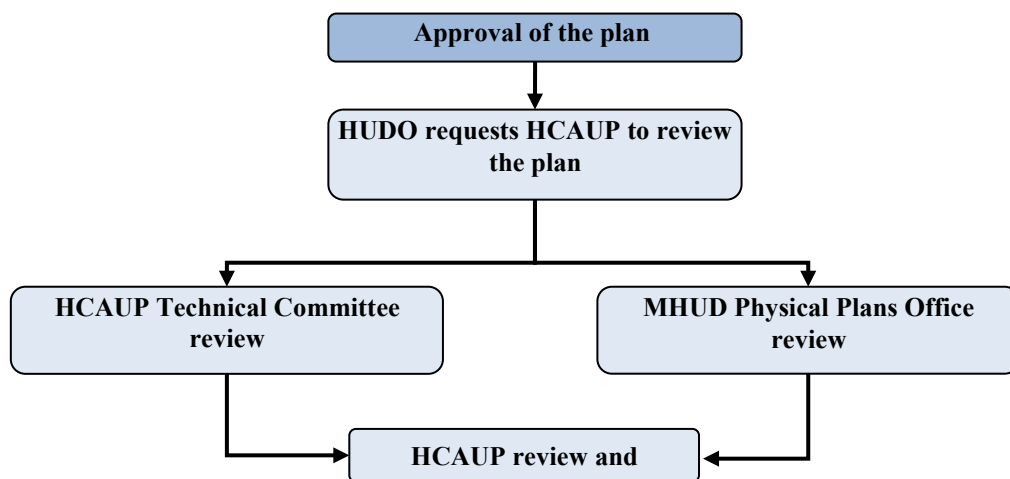 Approval of the plan
HUDO requests HCAUP to review
the plan
HCAUP Technical Committee
review
MHUD Physical Plans Office
review
HCAUP review and